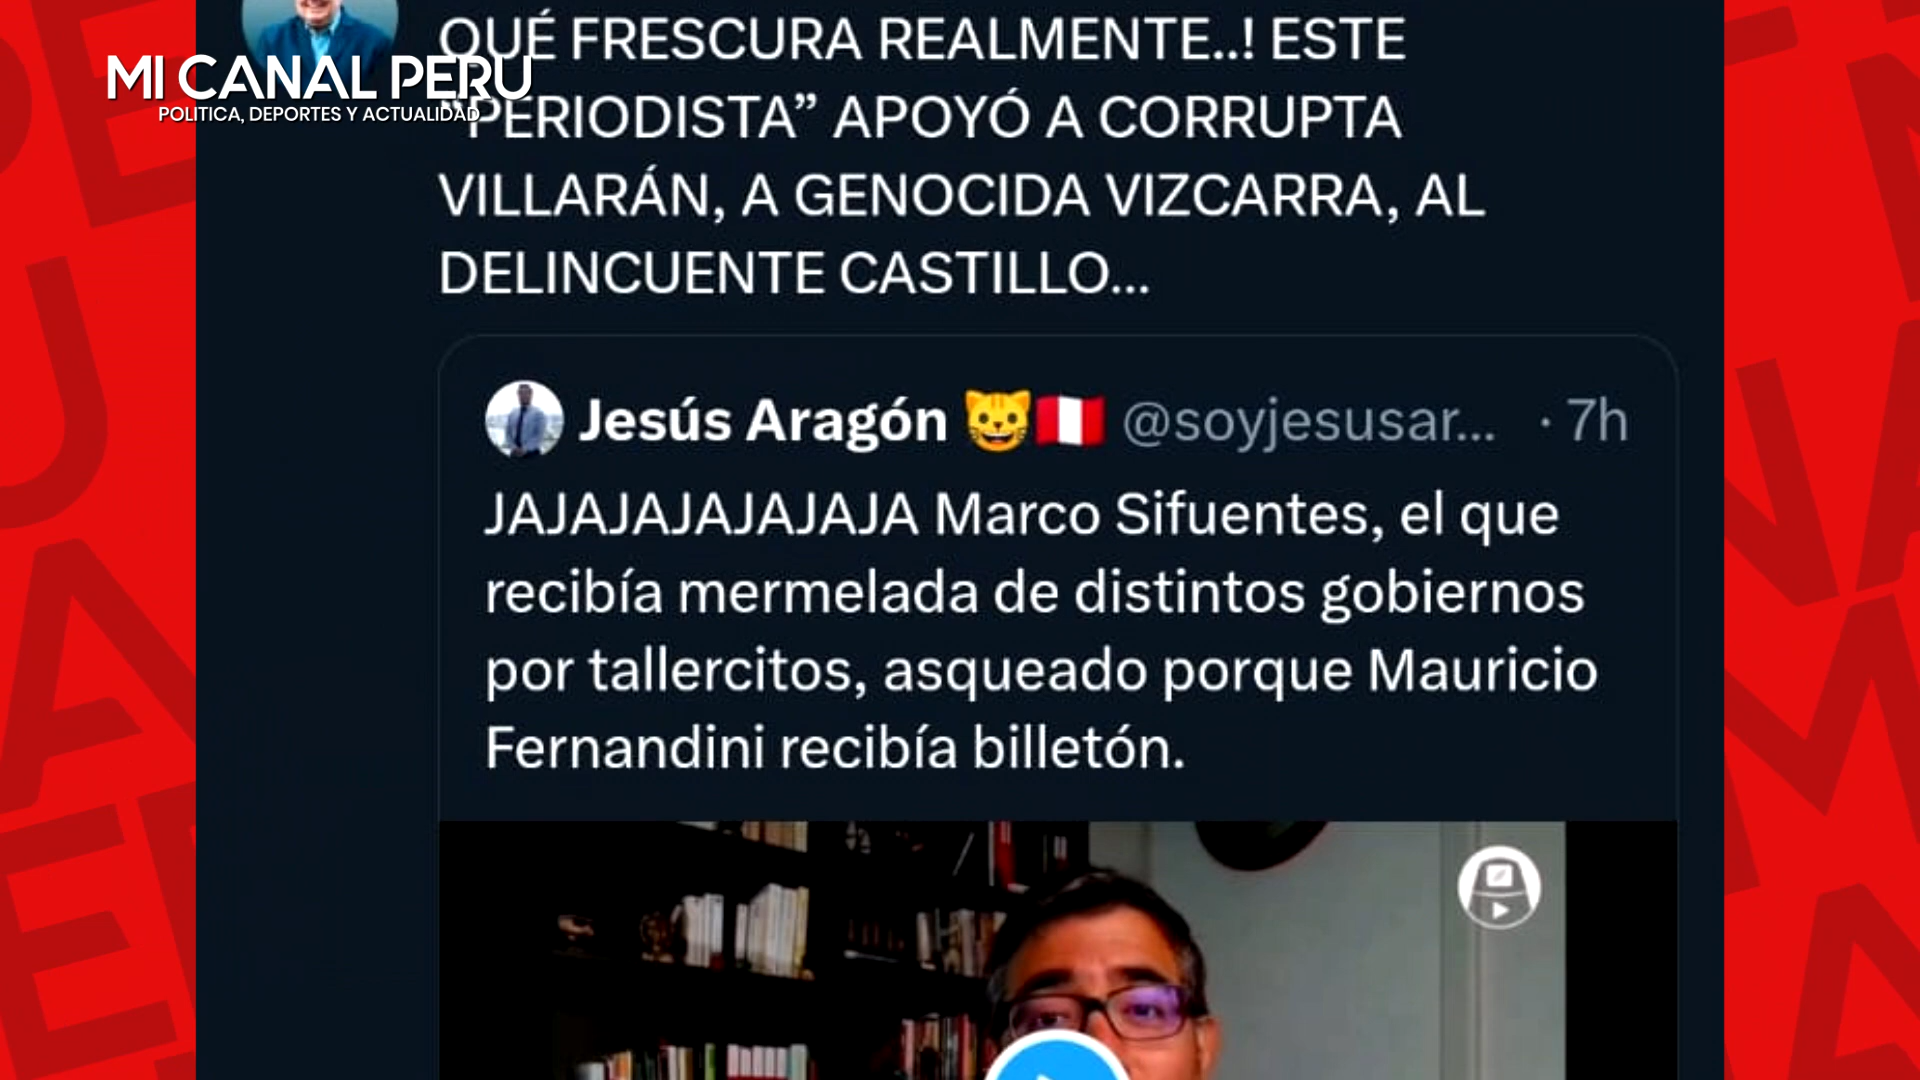 QUÉ FRESCURA REALMENTE..! ESTE
MI CANAL PERU
POLITICA, DEPORTES Y ACTUALIDAD
“PERIODISTA” APOYÓ A CORRUPTA
VILLARÁN, A GENOCIDA VIZCARRA, AL
DELINCUENTE CASTILLO...
Jesús Aragón 😺🇵🇪 @soyjesusar... · 7h
JAJAJAJAJAJAJA Marco Sifuentes, el que
recibía mermelada de distintos gobiernos
por tallercitos, asqueado porque Mauricio
Fernandini recibía billetón.